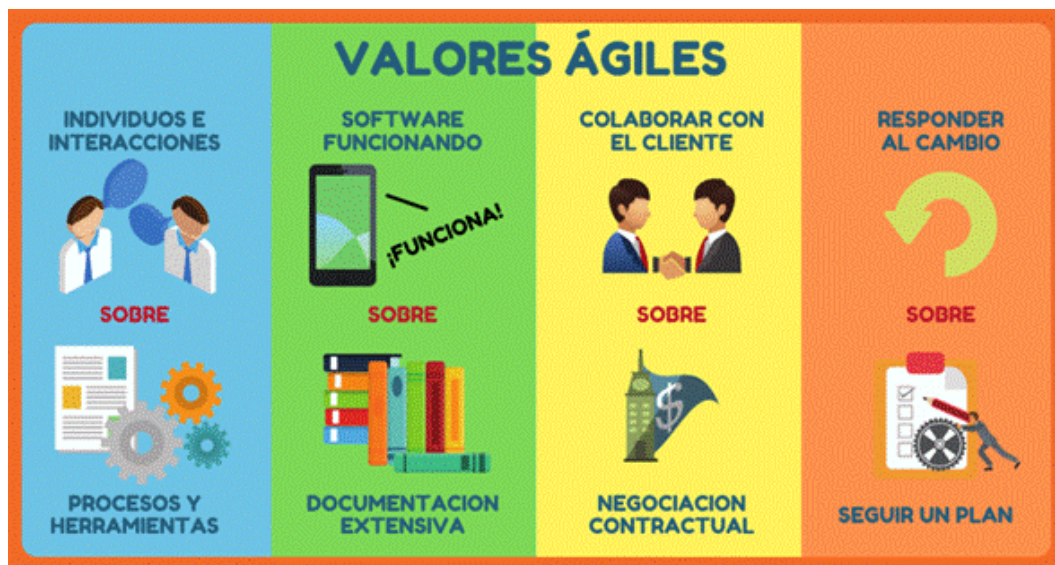 VALORES ÁGILES
INDIVIDUOS E
INTERACCIONES
SOBRE
PROCESOS Y
HERRAMIENTAS
SOFTWARE
FUNCIONANDO
¡FUNCIONA!
SOBRE
DOCUMENTACION
EXTENSIVA
COLABORAR CON
EL CLIENTE
SOBRE
$
NEGOCIACION
CONTRACTUAL
RESPONDER
AL CAMBIO
SOBRE
SEGUIR UN PLAN